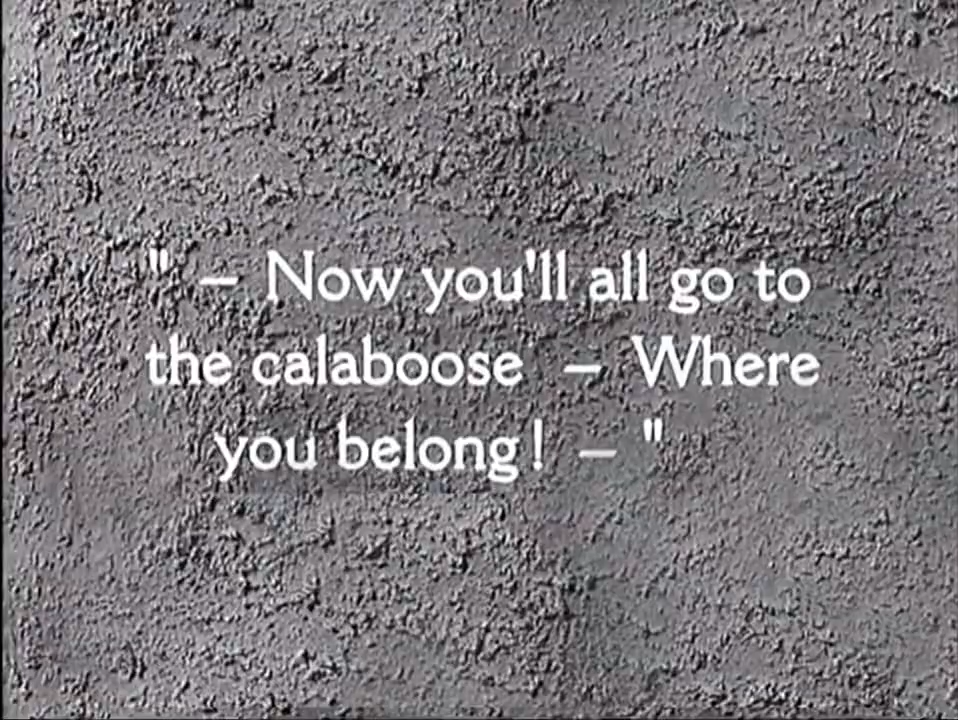 " – Now you'll all go to
the calaboose – Where
you belong! – "